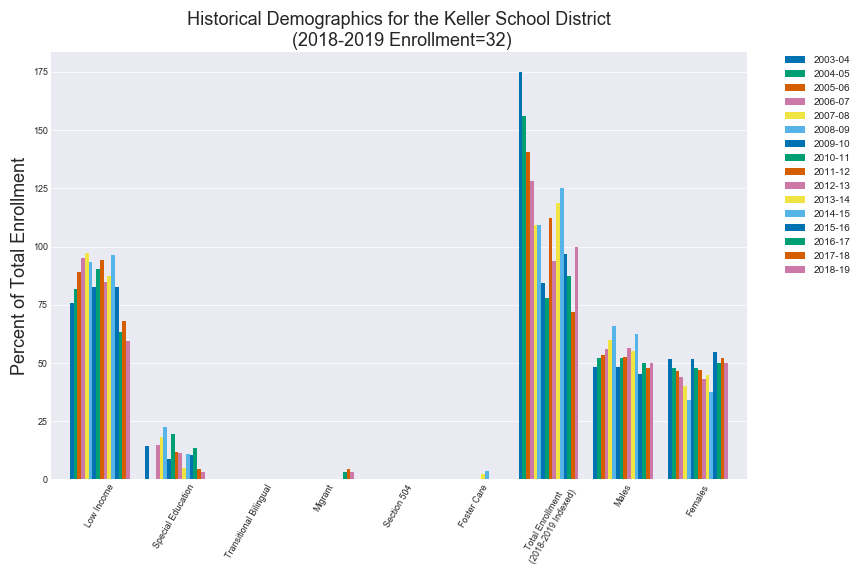 Historical Demographics for the Keller School District
(2018-2019 Enrollment=32)
Percent of Total Enrollment
175
150
125
100
75
50
25
0
Low Income
Special Education
Transitional Bilingual
Migrant
Section 504
Foster Care
Total Enrollment
(2018-2019 Indexed)
Males
Females
2003-04
2004-05
2005-06
2006-07
2007-08
2008-09
2009-10
2010-11
2011-12
2012-13
2013-14
2014-15
2015-16
2016-17
2017-18
2018-19